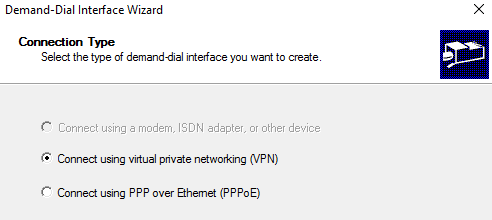 Demand-Dial Interface Wizard
Connection Type
Select the type of demand-dial interface you want to create.
Connect using a modem, ISDN adapter, or other device
Connect using virtual private networking (VPN)
Connect using PPP over Ethernet (PPPoE)